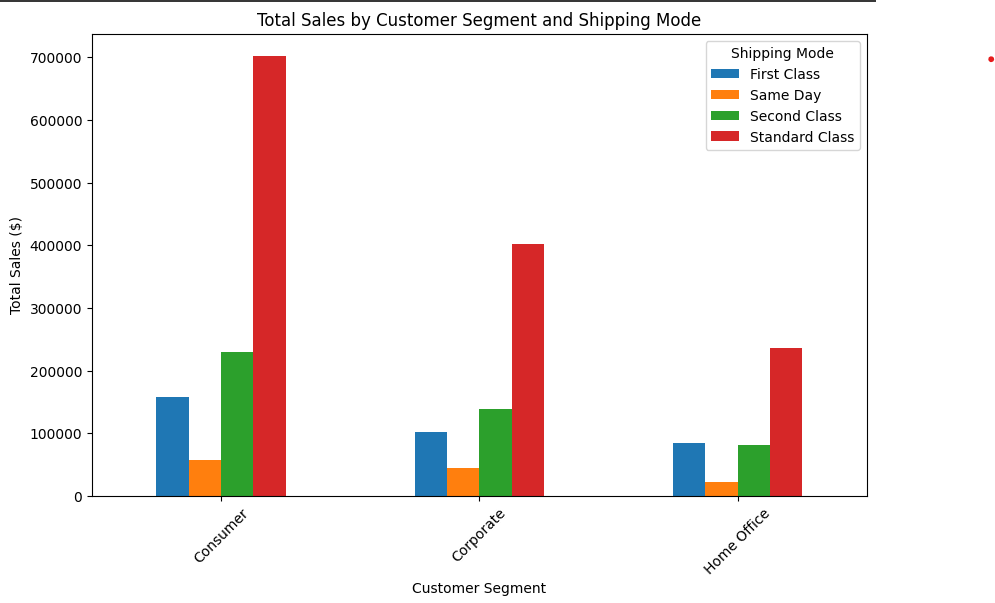 Total Sales by Customer Segment and Shipping Mode
Total Sales ($)
700000
600000
500000
400000
300000
200000
100000
0
Shipping Mode
First Class
Same Day
Second Class
Standard Class
Consumer
Corporate
Home Office
Customer Segment